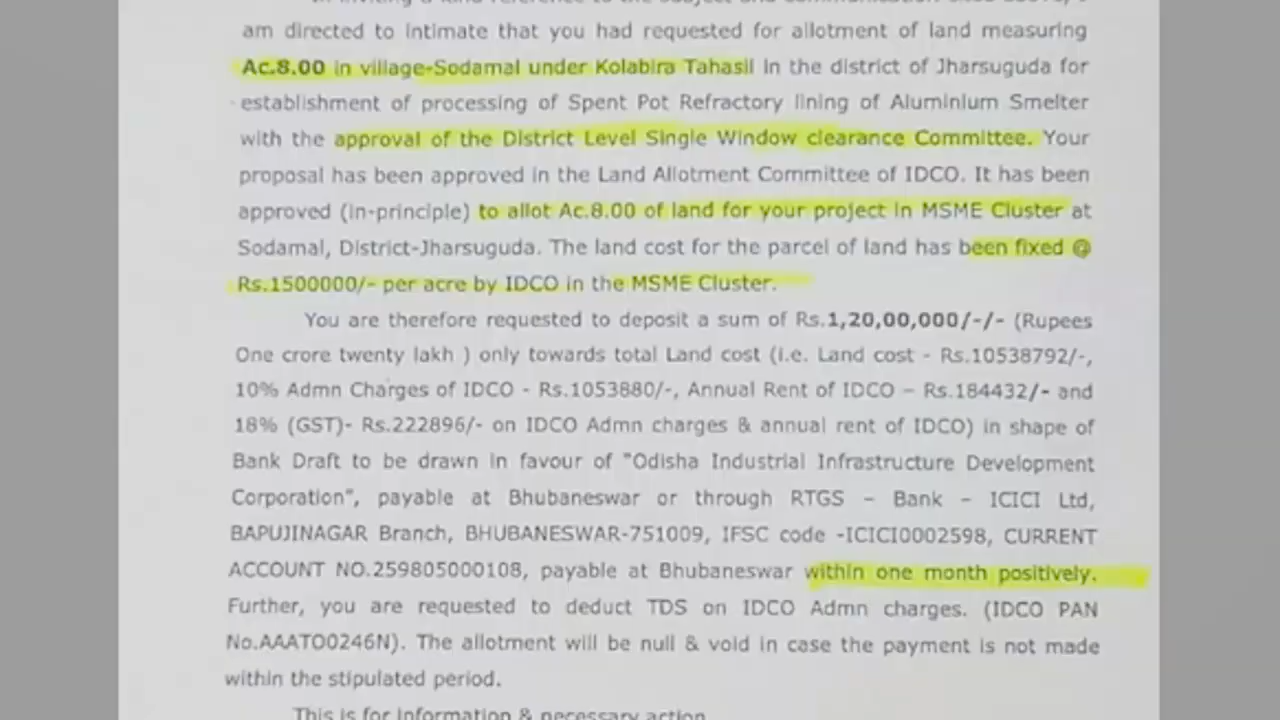 am directed to intimate that you had requested for allotment of land measuring
Ac.8.00 in village-Sodamal under Kolabira Tahasil in the district of Jharsuguda for
establishment of processing of Spent Pot Refractory lining of Aluminium Smelter
with the approval of the District Level Single Window clearance Committee. Your
proposal has been approved in the Land Allotment Committee of IDCO. It has been
approved (in-principle) to allot Ac.8.00 of land for your project in MSME Cluster at
Sodamal, District-Jharsuguda. The land cost for the parcel of land has been fixed @
Rs.1500000/- per acre by IDCO in the MSME Cluster.
You are therefore requested to deposit a sum of Rs.1,20,00,000/-/- (Rupees
One crore twenty lakh ) only towards total Land cost (i.e. Land cost - Rs.10538792/-,
10% Admn Charges of IDCO - Rs.1053880/-, Annual Rent of IDCO – Rs.184432/- and
18% (GST)- Rs.222896/- on IDCO Admn charges & annual rent of IDCO) in shape of
Bank Draft to be drawn in favour of "Odisha Industrial Infrastructure Development
Corporation", payable at Bhubaneswar or through RTGS – Bank – ICICI Ltd,
BAPUJINAGAR Branch, BHUBANESWAR-751009, IFSC code -ICICI0002598, CURRENT
ACCOUNT NO.259805000108, payable at Bhubaneswar within one month positively.
Further, you are requested to deduct TDS on IDCO Admn charges. (IDCO PAN
No.AAATO0246N). The allotment will be null & void in case the payment is not made
within the stipulated period.
This is for information & necessary action